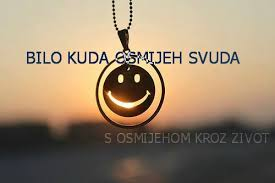 BILO KUDA OSMIJEH SVUDA
S OSMIJEHOM KROZ ZIVOT